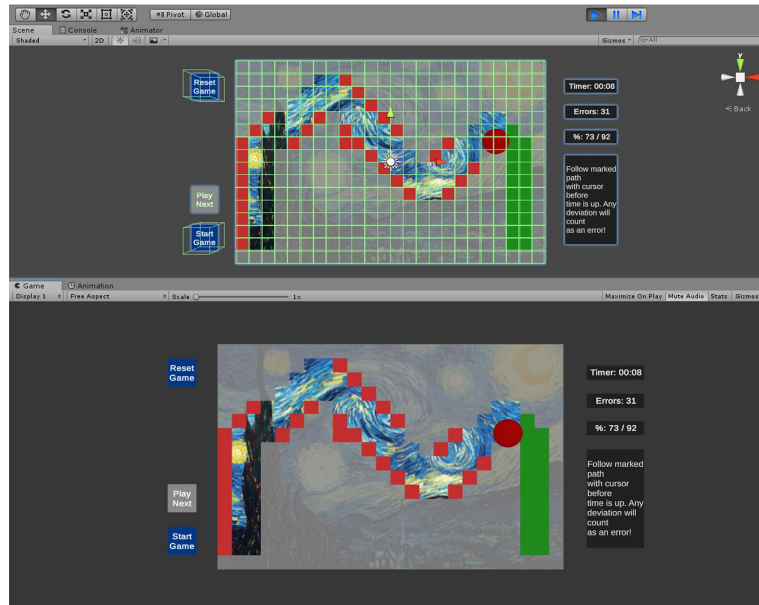 Pivot Global
Scene Console Animator
Shaded 2D Gizmos All
Reset
Game
Timer: 00:08
Errors: 31
%: 73 / 92
Follow marked
path
with cursor
before
time is up. Any
deviation will
count
as an error!
Play
Next
Start
Game
y
Back
Game Animation
Display 1 Free Aspect Scale 1x Maximize On Play Mute Audio Stats Gizmos
Reset
Game
Timer: 00:08
Errors: 31
%: 73 / 92
Follow marked
path
with cursor
before
time is up. Any
deviation will
count
as an error!
Play
Next
Start
Game